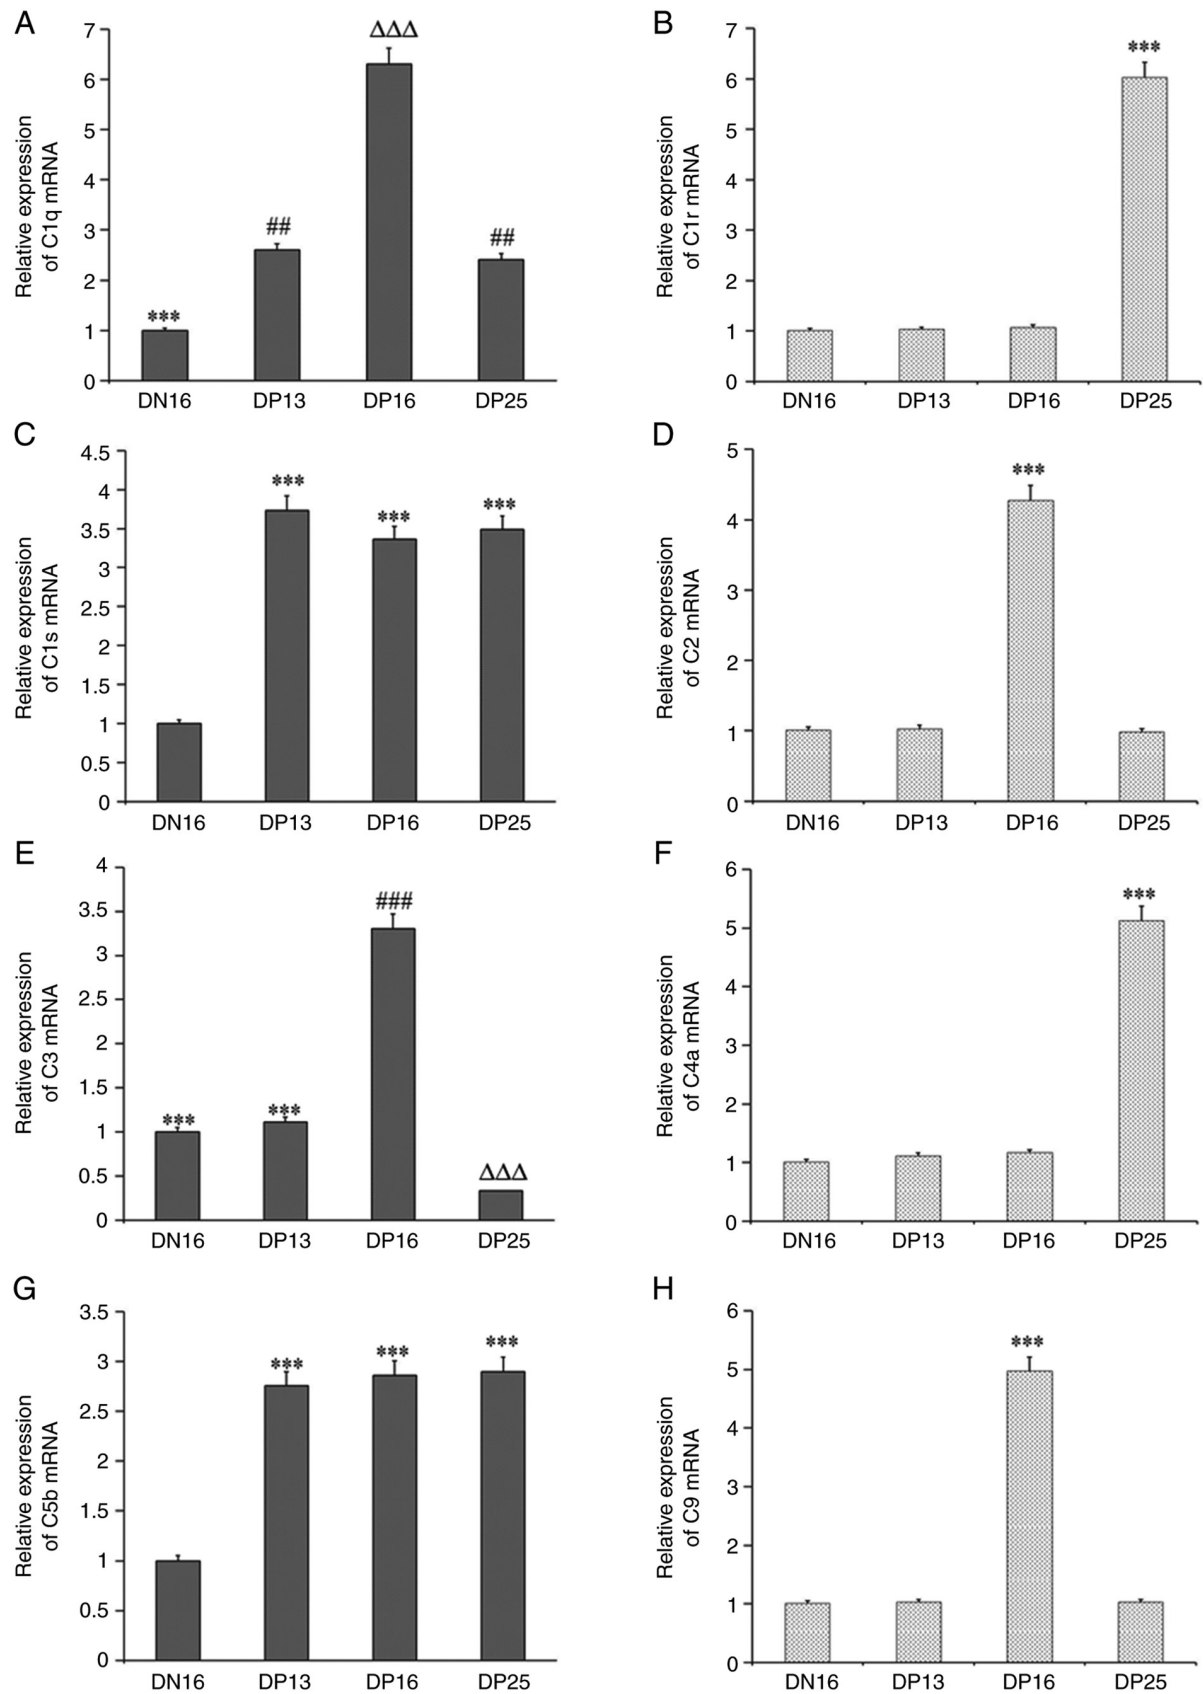 A
7
6
5
4
3
2
1
0
Relative expression
of C1q mRNA
***
##
ΔΔΔ
##
DN16 DP13 DP16 DP25
B
7
6
5
4
3
2
1
0
Relative expression
of C1r mRNA
***
DN16 DP13 DP16 DP25
C
4.5
4
3.5
3
2.5
2
1.5
1
0.5
0
Relative expression
of C1s mRNA
***
***
***
DN16 DP13 DP16 DP25
D
5
4
3
2
1
0
Relative expression
of C2 mRNA
***
DN16 DP13 DP16 DP25
E
4
3.5
3
2.5
2
1.5
1
0.5
0
Relative expression
of C3 mRNA
***
***
###
ΔΔΔ
DN16 DP13 DP16 DP25
F
6
5
4
3
2
1
0
Relative expression
of C4a mRNA
***
DN16 DP13 DP16 DP25
G
3.5
3
2.5
2
1.5
1
0.5
0
Relative expression
of C5b mRNA
***
***
***
DN16 DP13 DP16 DP25
H
6
5
4
3
2
1
0
Relative expression
of C9 mRNA
***
DN16 DP13 DP16 DP25